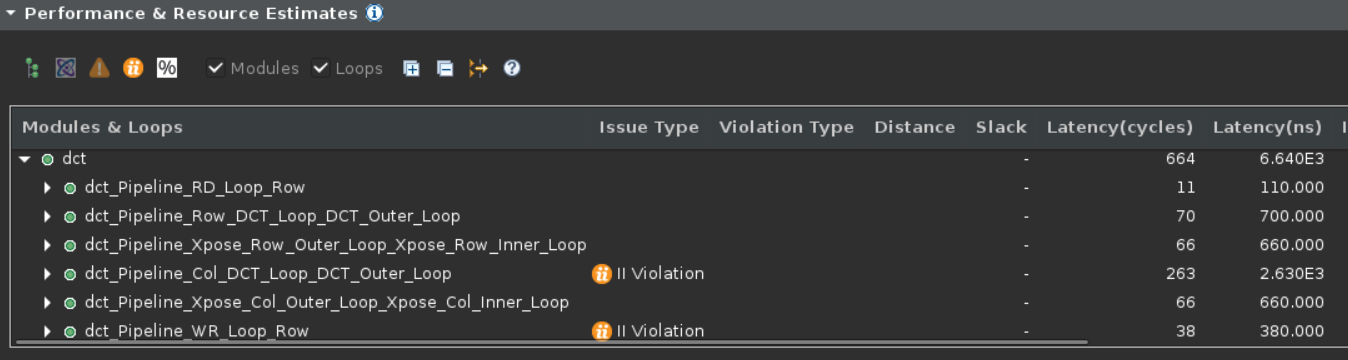 Performance & Resource Estimates
% Modules Loops
Modules & Loops Issue Type Violation Type Distance Slack Latency(cycles) Latency(ns)
dct - 664 6.640E3
dct_Pipeline_RD_Loop_Row - 11 110.000
dct_Pipeline_Row_DCT_Loop_DCT_Outer_Loop - 70 700.000
dct_Pipeline_Xpose_Row_Outer_Loop_Xpose_Row_Inner_Loop - 66 660.000
dct_Pipeline_Col_DCT_Loop_DCT_Outer_Loop II Violation - 263 2.630E3
dct_Pipeline_Xpose_Col_Outer_Loop_Xpose_Col_Inner_Loop - 66 660.000
dct_Pipeline_WR_Loop_Row II Violation - 38 380.000